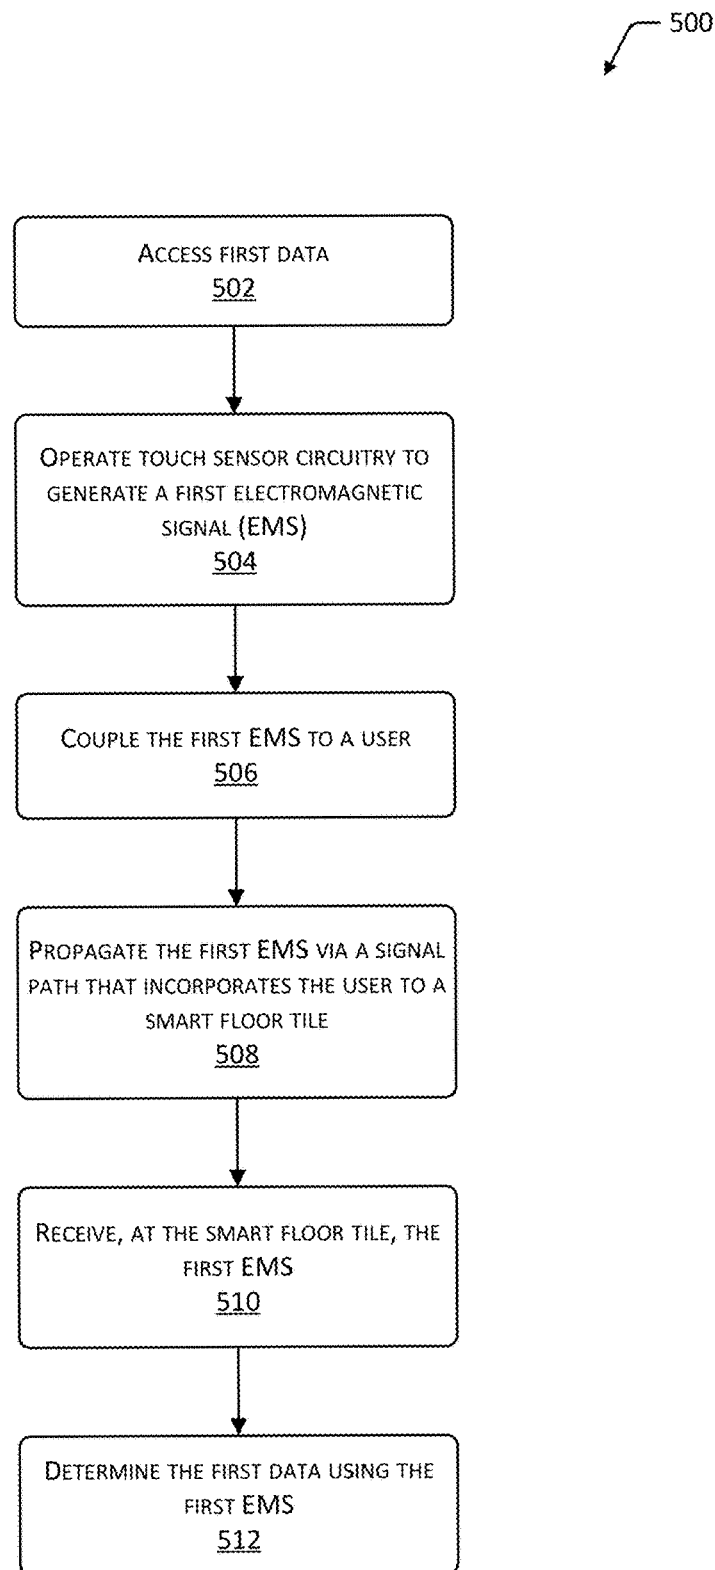 500
ACCESS FIRST DATA
502
OPERATE TOUCH SENSOR CIRCUITRY TO
GENERATE A FIRST ELECTROMAGNETIC
SIGNAL (EMS)
504
COUPLE THE FIRST EMS TO A USER
506
PROPAGATE THE FIRST EMS VIA A SIGNAL
PATH THAT INCORPORATES THE USER TO A
SMART FLOOR TILE
508
RECEIVE, AT THE SMART FLOOR TILE, THE
FIRST EMS
510
DETERMINE THE FIRST DATA USING THE
FIRST EMS
512